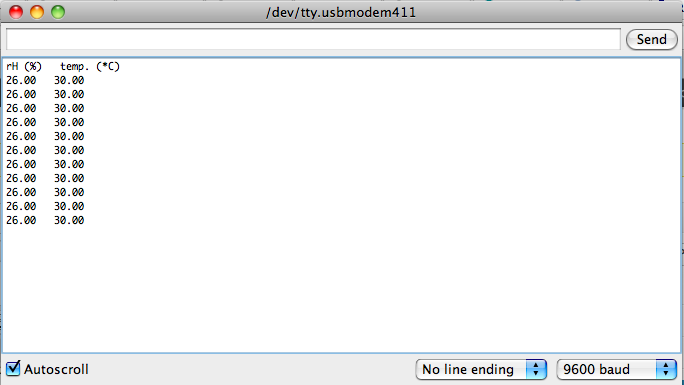 /dev/tty.usbmodem411
Send
rH (%)   temp. (*C)
26.00   30.00
26.00   30.00
26.00   30.00
26.00   30.00
26.00   30.00
26.00   30.00
26.00   30.00
26.00   30.00
26.00   30.00
26.00   30.00
26.00   30.00
Autoscroll
No line ending
9600 baud